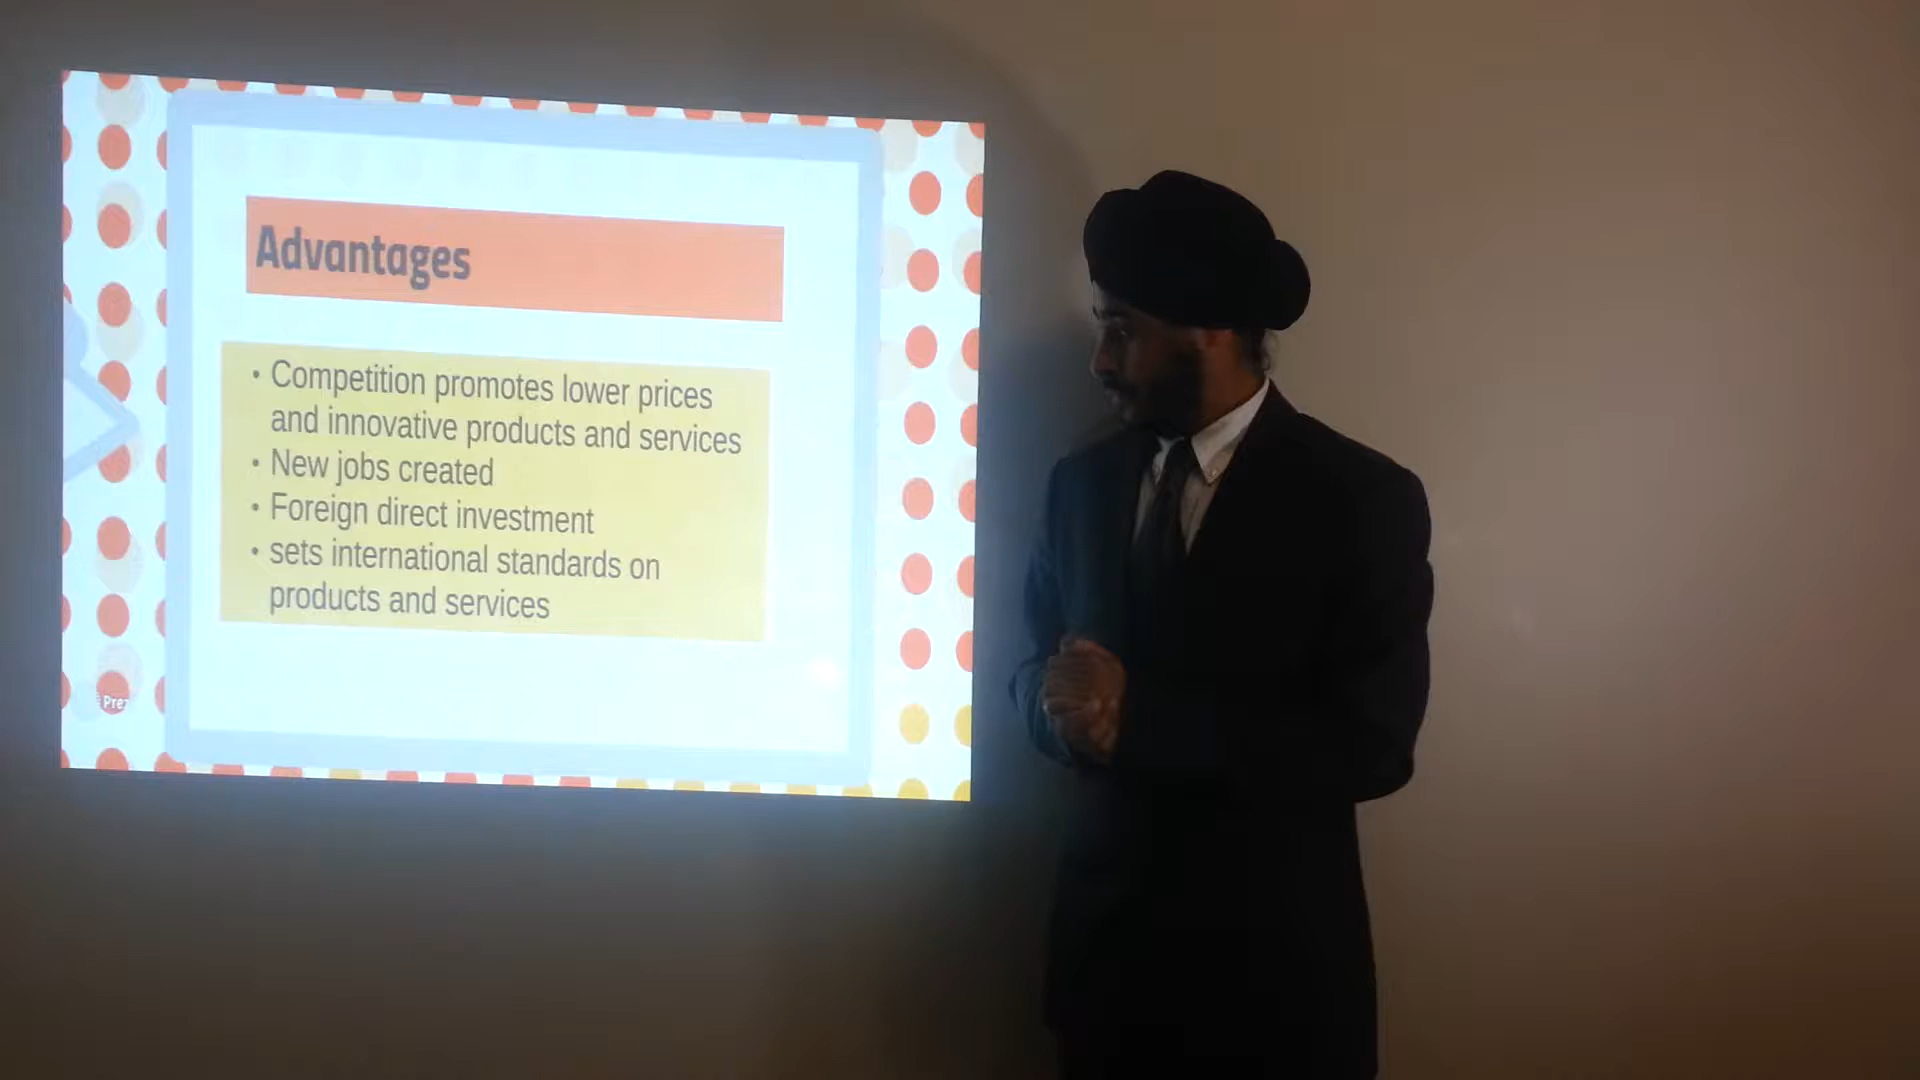 Advantages
• Competition promotes lower prices
and innovative products and services
• New jobs created
• Foreign direct investment
• sets international standards on
products and services
Prez